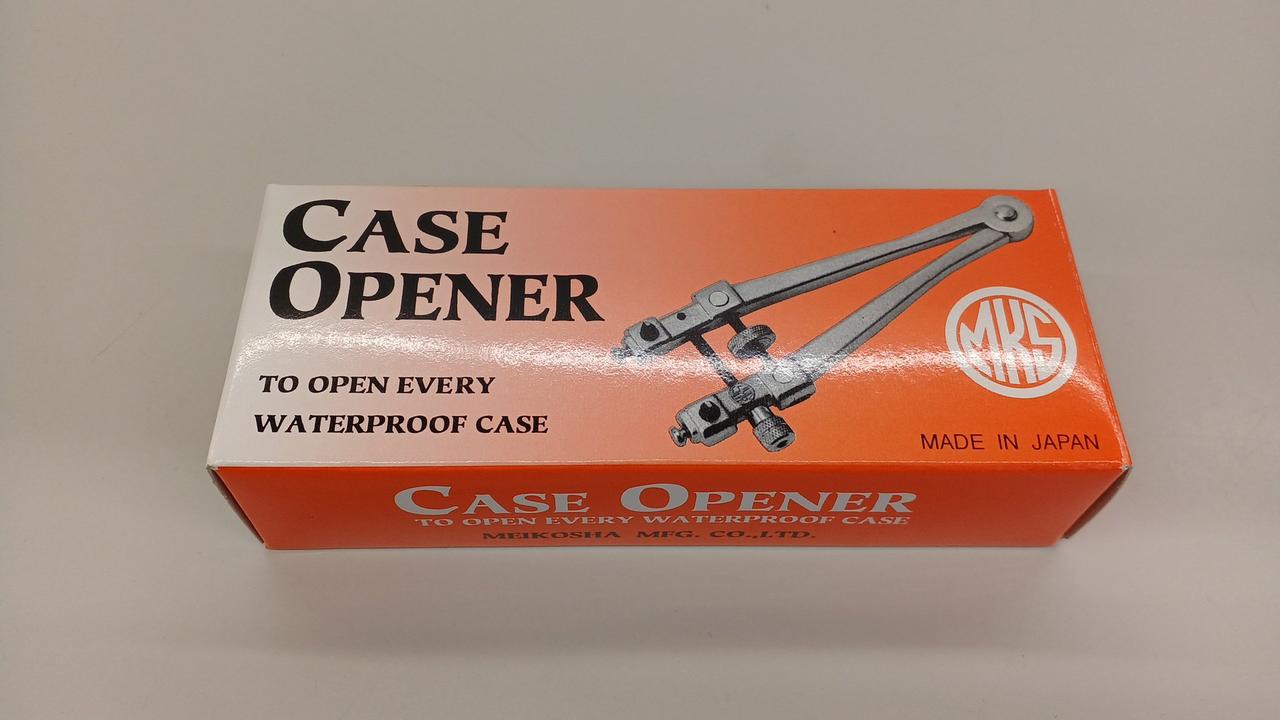 CASE
OPENER
TO OPEN EVERY
WATERPROOF CASE
MKS
MADE IN JAPAN
CASE OPENER
TO OPEN EVERY WATERPROOF CASE
MEIKOSHA MFG. CO.,LTD.